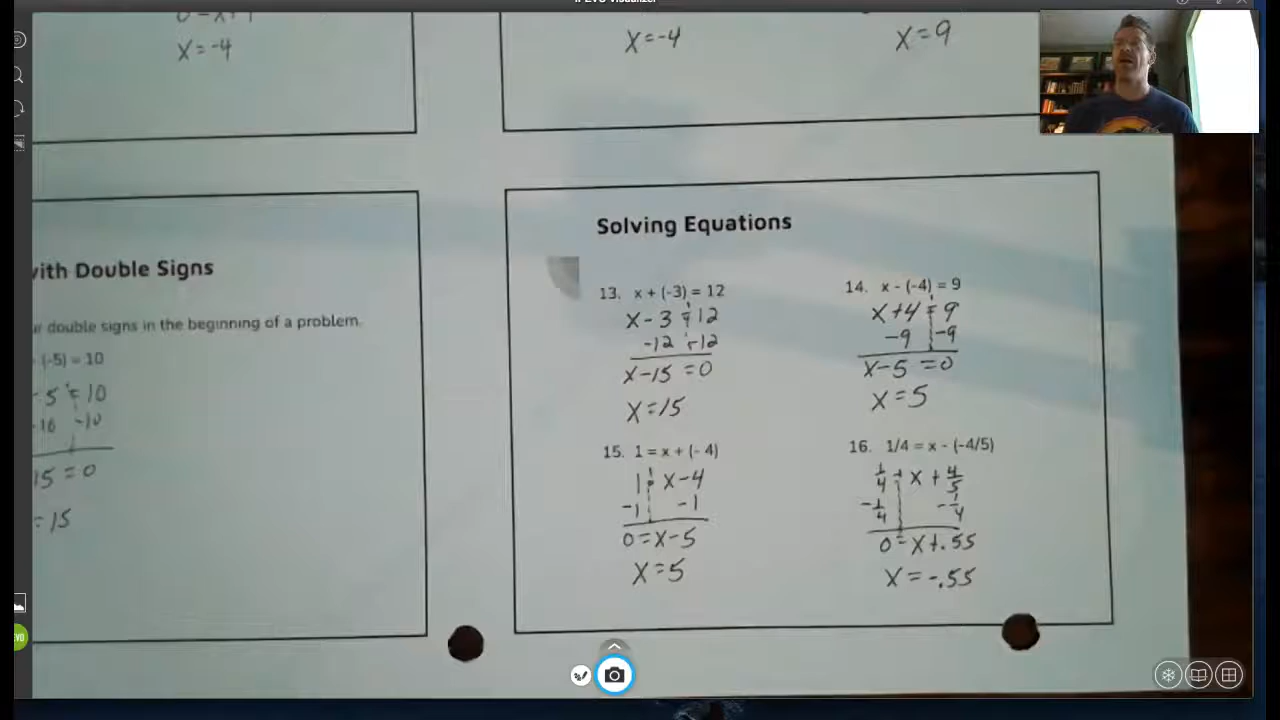 x = -4
x = -4
x = 9
with Double Signs
double signs in the beginning of a problem.
(-5) = 10
5 = 10
-10 -10
15 = 0
= 15
Solving Equations
13. x + (-3) = 12
x - 3 = 12
-12 -12
x - 15 = 0
x = 15
14. x - (-4) = 9
x + 4 = 9
-9 -9
x - 5 = 0
x = 5
15. 1 = x + (- 4)
1 = x - 4
-1 -1
0 = x - 5
x = 5
16. 1/4 = x - (-4/5)
1/4 = x + 4/5
-1/4 -1/4
0 = x + .55
x = -.55